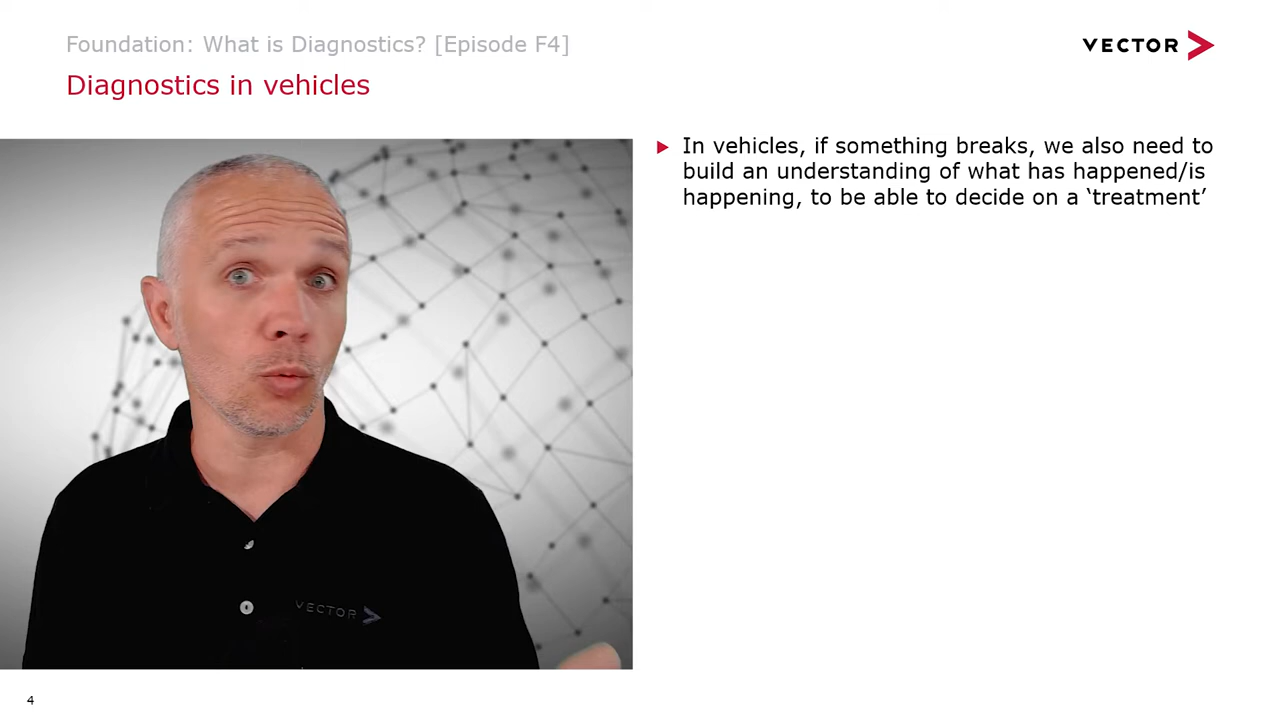 Foundation: What is Diagnostics? [Episode F4]
VECTOR
Diagnostics in vehicles
In vehicles, if something breaks, we also need to
build an understanding of what has happened/is
happening, to be able to decide on a ‘treatment’
VECTOR
4